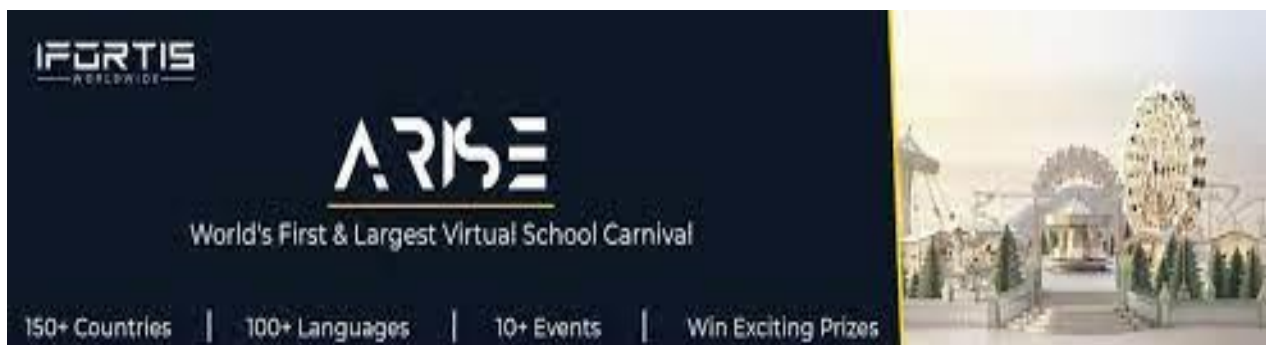 IFORTIS
WORLDWIDE
ARISE
World's First & Largest Virtual School Carnival
150+ Countries | 100+ Languages | 10+ Events | Win Exciting Prizes